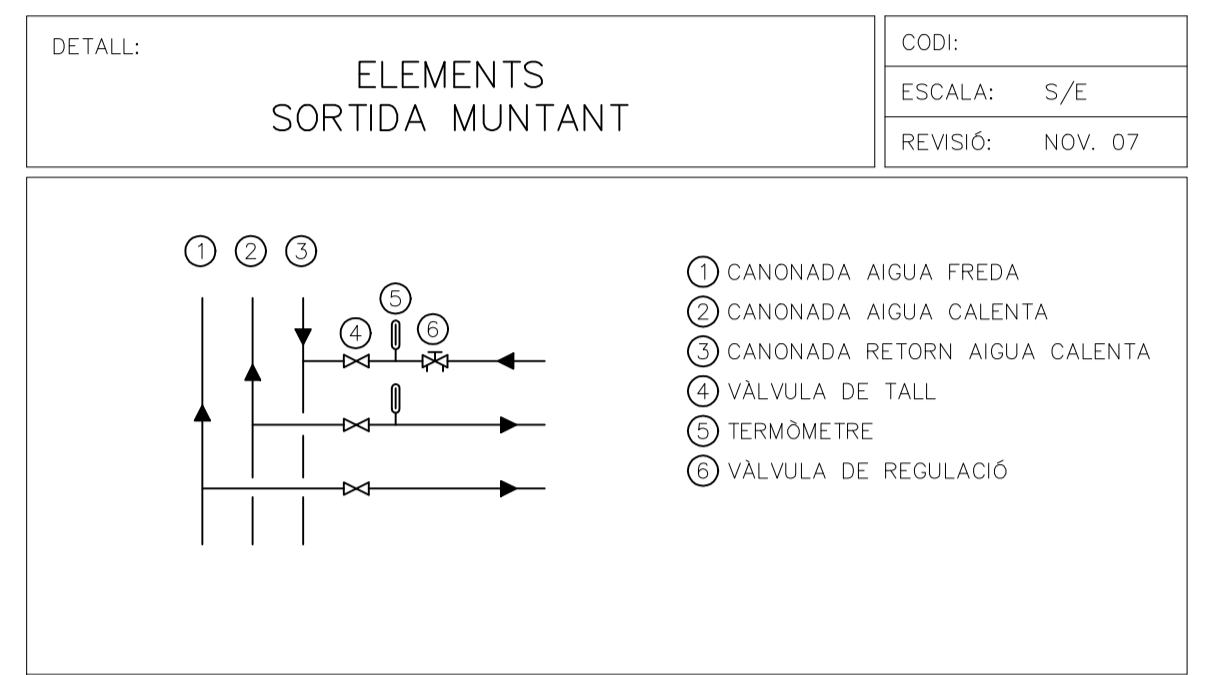 DETALL:
ELEMENTS
SORTIDA MUNTANT
CODI:
ESCALA: S/E
REVISIÓ: NOV. 07
1 2 3
5
4 6
1 CANONADA AIGUA FREDA
2 CANONADA AIGUA CALENTA
3 CANONADA RETORN AIGUA CALENTA
4 VÀLVULA DE TALL
5 TERMÒMETRE
6 VÀLVULA DE REGULACIÓ